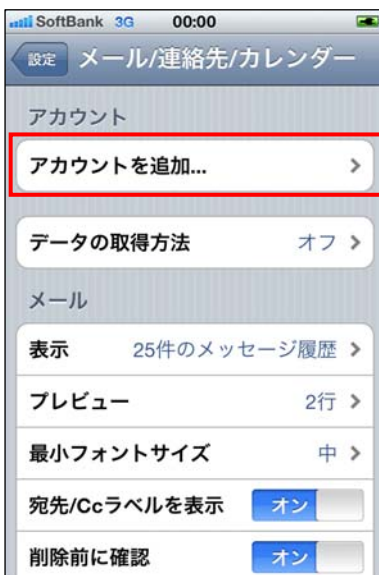 SoftBank 3G 00:00
設定 メール/連絡先/カレンダー
アカウント
アカウントを追加...
データの取得方法 オフ
メール
表示 25件のメッセージ履歴
プレビュー 2行
最小フォントサイズ 中
宛先/Ccラベルを表示 オン
削除前に確認 オン